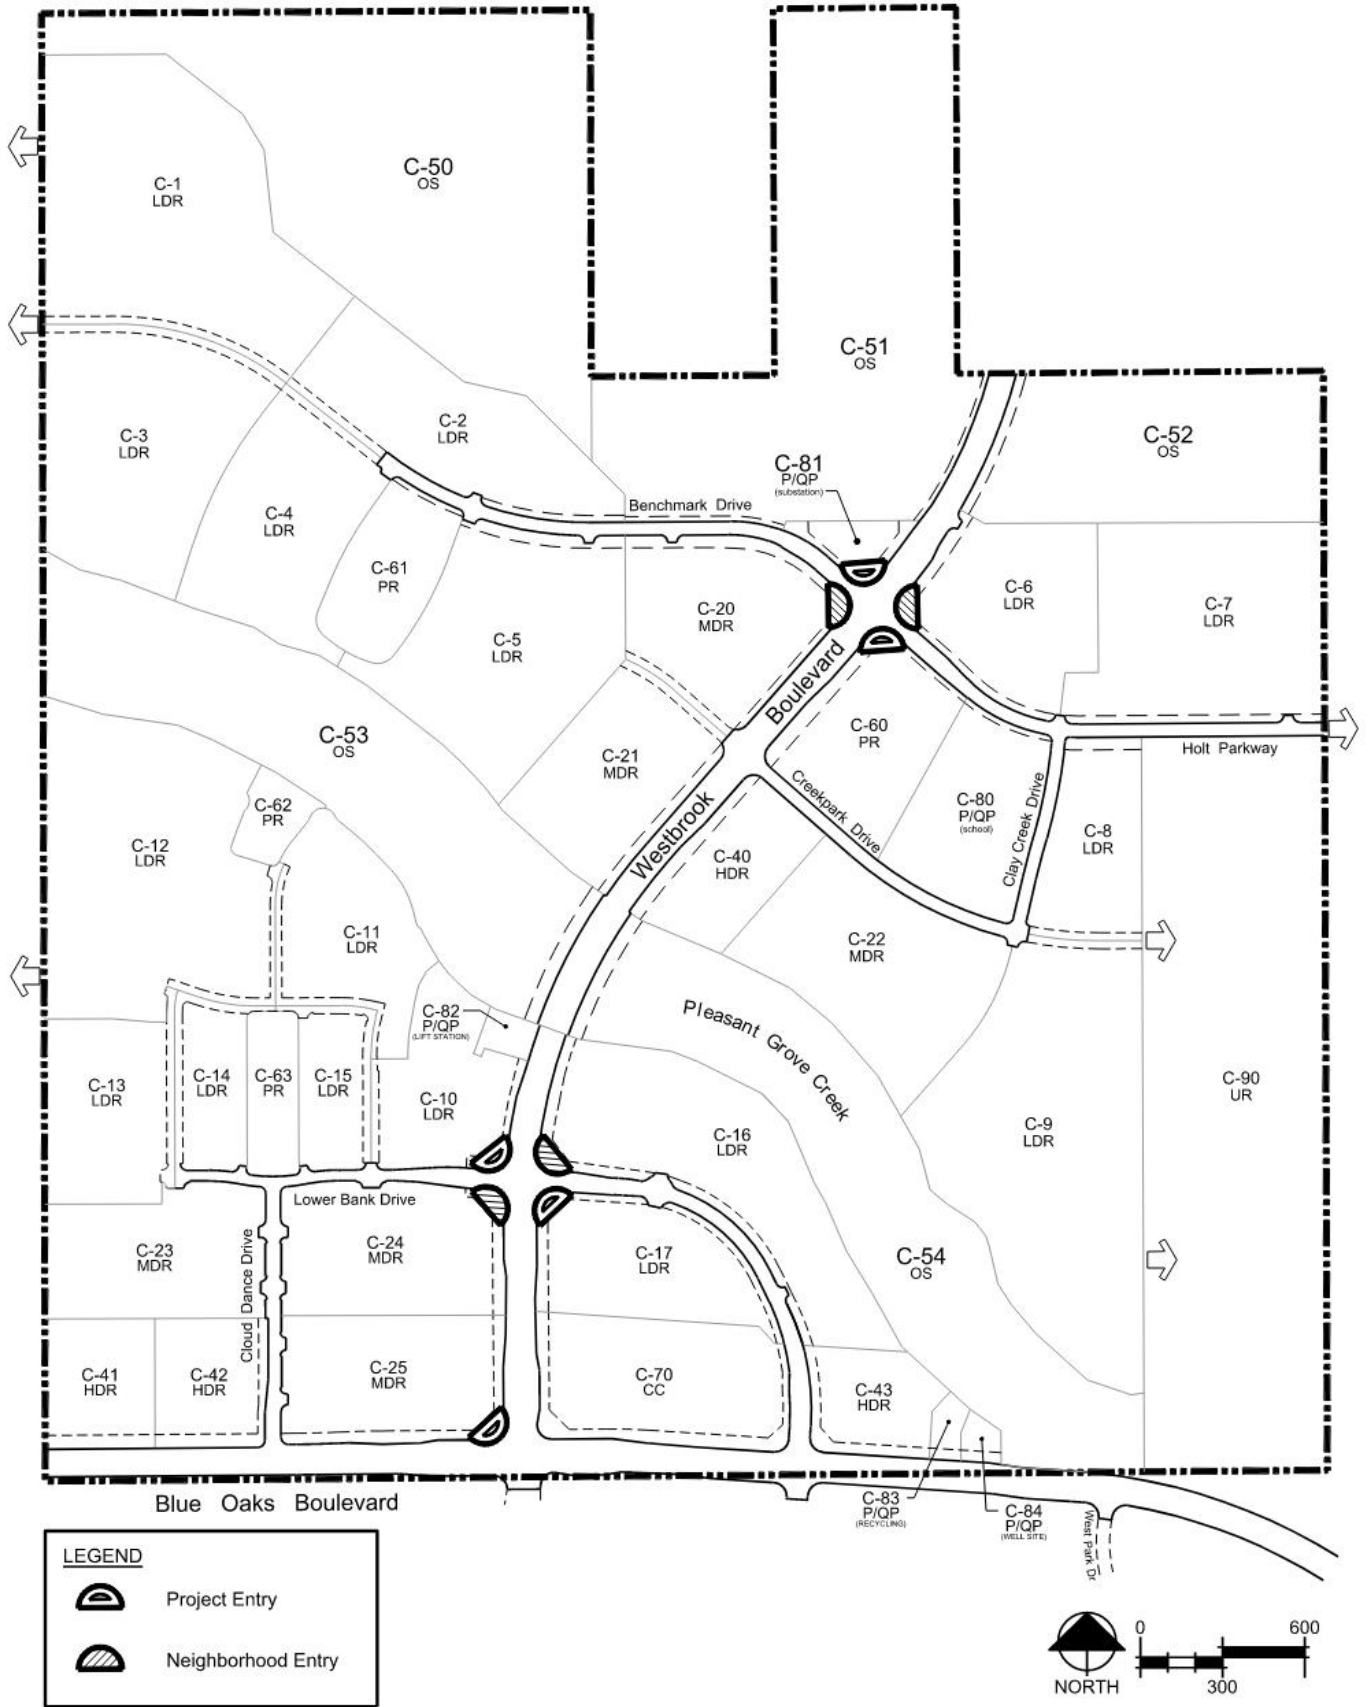 C-50
OS
C-1
LDR
C-51
OS
C-2
LDR
C-3
LDR
C-52
OS
C-81
P/QP
(substation)
Benchmark Drive
C-4
LDR
C-61
PR
C-20
MDR
C-6
LDR
C-7
LDR
C-5
LDR
Westbrook Boulevard
C-53
OS
C-60
PR
Holt Parkway
C-21
MDR
Creekpark Drive
C-80
P/QP
(school)
Clay Creek Drive
C-8
LDR
C-62
PR
C-12
LDR
C-40
HDR
C-11
LDR
C-22
MDR
C-82
P/QP
(LIFT STATION)
Pleasant Grove Creek
C-13
LDR
C-14
LDR
C-63
PR
C-15
LDR
C-10
LDR
C-90
UR
C-16
LDR
C-9
LDR
Lower Bank Drive
C-23
MDR
Cloud Dance Drive
C-24
MDR
C-17
LDR
C-54
OS
C-41
HDR
C-42
HDR
C-25
MDR
C-70
CC
C-43
HDR
Blue Oaks Boulevard
C-83
P/QP
(RECYCLING)
C-84
P/QP
(WELL SITE)
West Park Dr
LEGEND
Project Entry
Neighborhood Entry
NORTH
0
600
300